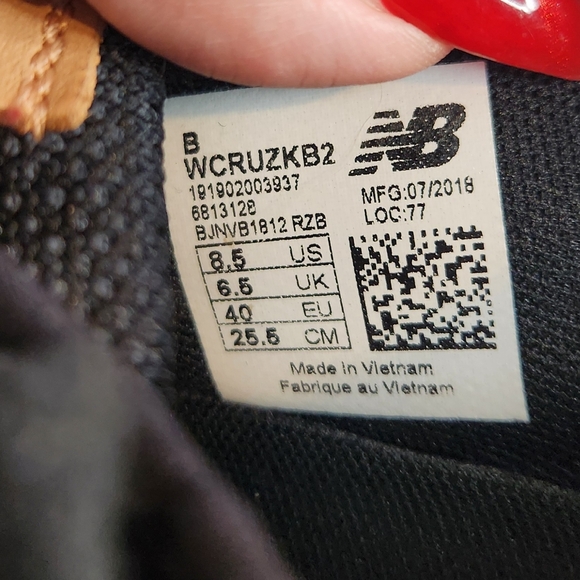 B
WCRUZKB2
NB
191902003937
6813128
BJNVB1812 RZB
MFG:07/2018
LOC:77
8.5 US
6.5 UK
40 EU
25.5 CM
Made in Vietnam
Fabrique au Vietnam